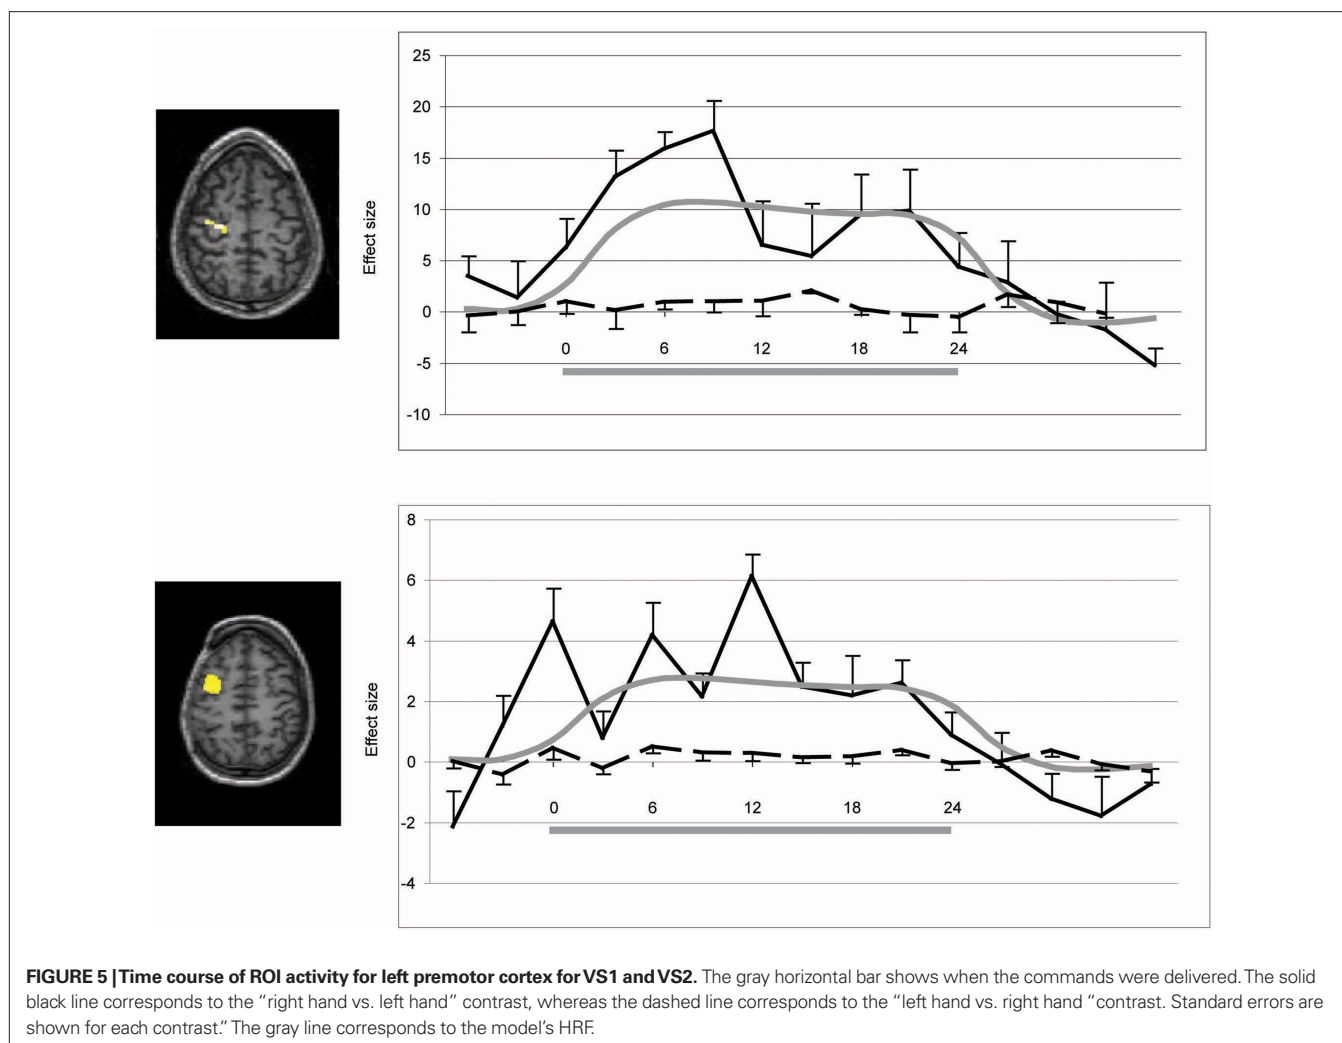 25
20
15
10
5
0
-5
-10
Effect size
0 6 12 18 24
8
6
4
2
0
-2
-4
Effect size
0 6 12 18 24
FIGURE 5 | Time course of ROI activity for left premotor cortex for VS1 and VS2. The gray horizontal bar shows when the commands were delivered. The solid
black line corresponds to the “right hand vs. left hand” contrast, whereas the dashed line corresponds to the “left hand vs. right hand “contrast. Standard errors are
shown for each contrast.” The gray line corresponds to the model’s HRF.